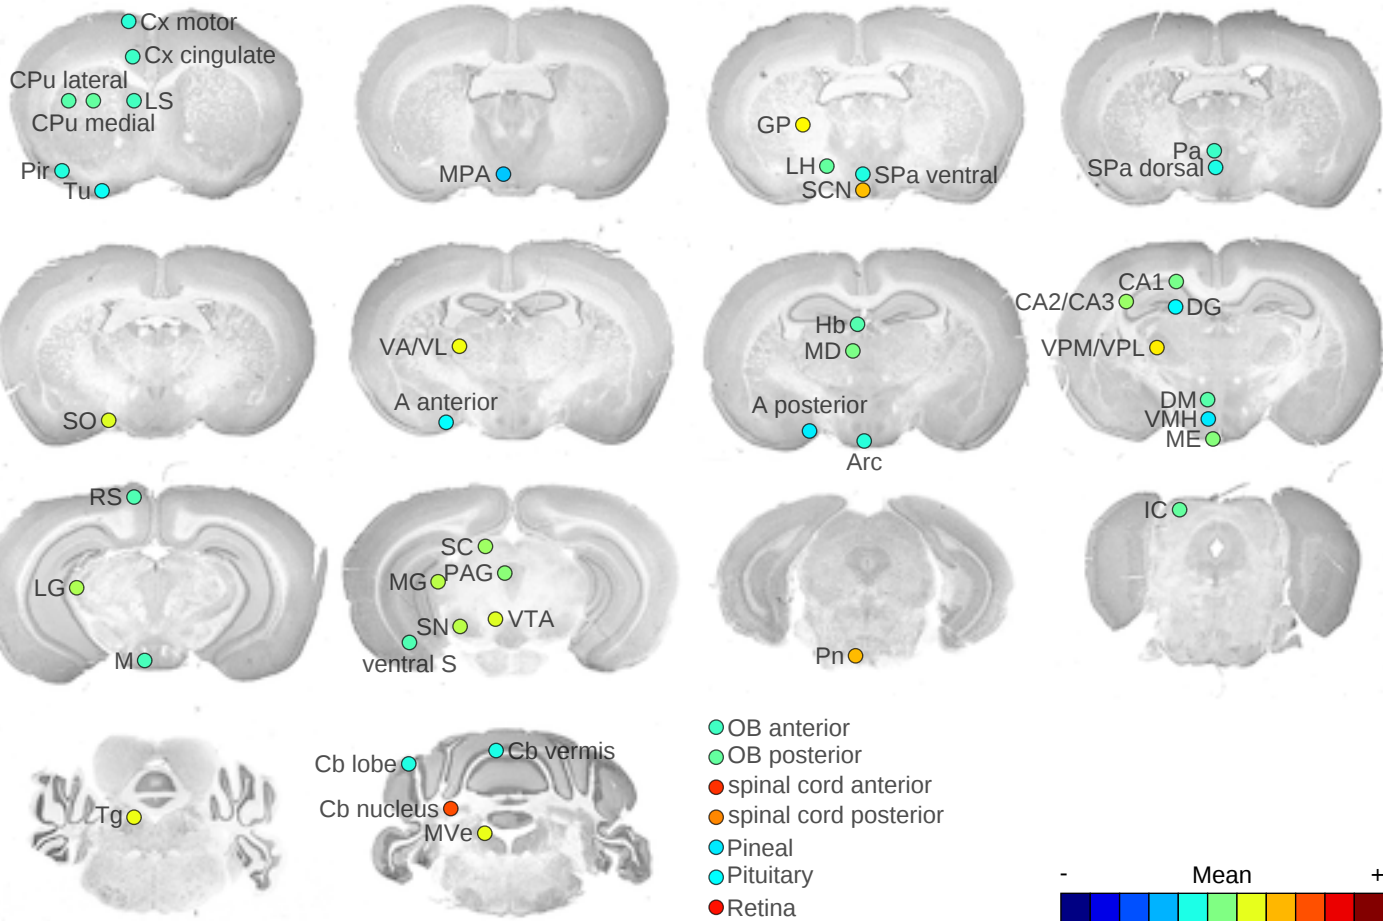 Cx motor
Cx cingulate
CPu lateral
LS
CPu medial
Pir
Tu
MPA
GP
LH
SPa ventral
SCN
Pa
SPa dorsal
SO
VA/VL
A anterior
Hb
MD
A posterior
Arc
CA1
CA2/CA3
DG
VPM/VPL
DM
VMH
ME
RS
LG
M
SC
PAG
MG
VTA
SN
ventral S
Pn
IC
Tg
Cb vermis
Cb lobe
Cb nucleus
MVe
OB anterior
OB posterior
spinal cord anterior
spinal cord posterior
Pineal
Pituitary
Retina
- Mean +